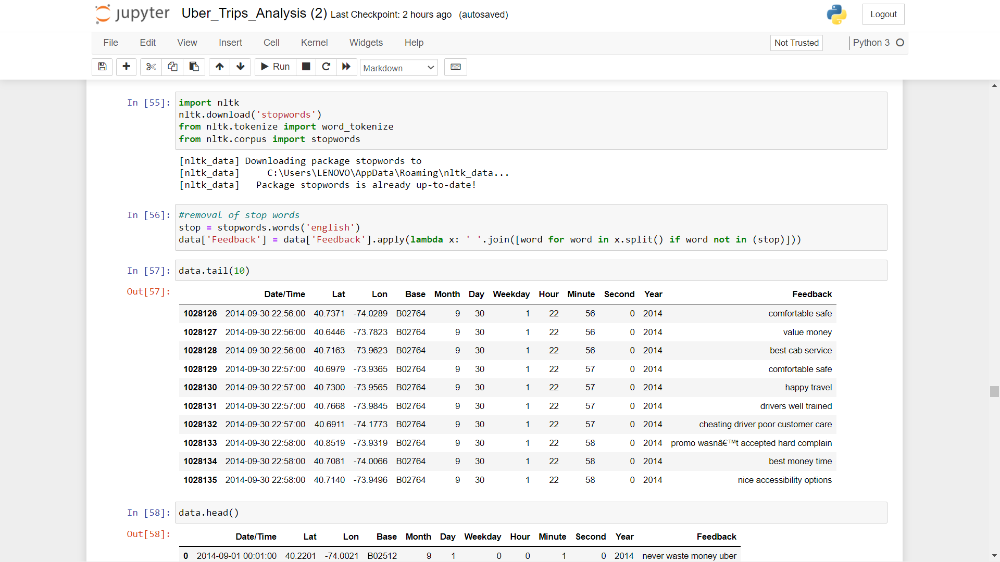 jupyter Uber_Trips_Analysis (2) Last Checkpoint: 2 hours ago (autosaved) Logout
File Edit View Insert Cell Kernel Widgets Help Not Trusted Python 3
Run Markdown
In [55]: import nltk
nltk.download('stopwords')
from nltk.tokenize import word_tokenize
from nltk.corpus import stopwords
[nltk_data] Downloading package stopwords to
[nltk_data]     C:\Users\LENOVO\AppData\Roaming\nltk_data...
[nltk_data]   Package stopwords is already up-to-date!
In [56]: #removal of stop words
stop = stopwords.words('english')
data['Feedback'] = data['Feedback'].apply(lambda x: ' '.join([word for word in x.split() if word not in (stop)]))
In [57]: data.tail(10)
Out[57]:
Date/Time Lat Lon Base Month Day Weekday Hour Minute Second Year Feedback
1028126 2014-09-30 22:56:00 40.7371 -74.0289 B02764 9 30 1 22 56 0 2014 comfortable safe
1028127 2014-09-30 22:56:00 40.6446 -73.7823 B02764 9 30 1 22 56 0 2014 value money
1028128 2014-09-30 22:56:00 40.7163 -73.9623 B02764 9 30 1 22 56 0 2014 best cab service
1028129 2014-09-30 22:57:00 40.6979 -73.9365 B02764 9 30 1 22 57 0 2014 comfortable safe
1028130 2014-09-30 22:57:00 40.7300 -73.9565 B02764 9 30 1 22 57 0 2014 happy travel
1028131 2014-09-30 22:57:00 40.7668 -73.9845 B02764 9 30 1 22 57 0 2014 drivers well trained
1028132 2014-09-30 22:57:00 40.6911 -74.1773 B02764 9 30 1 22 57 0 2014 cheating driver poor customer care
1028133 2014-09-30 22:58:00 40.8519 -73.9319 B02764 9 30 1 22 58 0 2014 promo wasnâ€™t accepted hard complain
1028134 2014-09-30 22:58:00 40.7081 -74.0066 B02764 9 30 1 22 58 0 2014 best money time
1028135 2014-09-30 22:58:00 40.7140 -73.9496 B02764 9 30 1 22 58 0 2014 nice accessibility options
In [58]: data.head()
Out[58]:
Date/Time Lat Lon Base Month Day Weekday Hour Minute Second Year Feedback
0 2014-09-01 00:01:00 40.2201 -74.0021 B02512 9 1 0 0 1 0 2014 never waste money uber